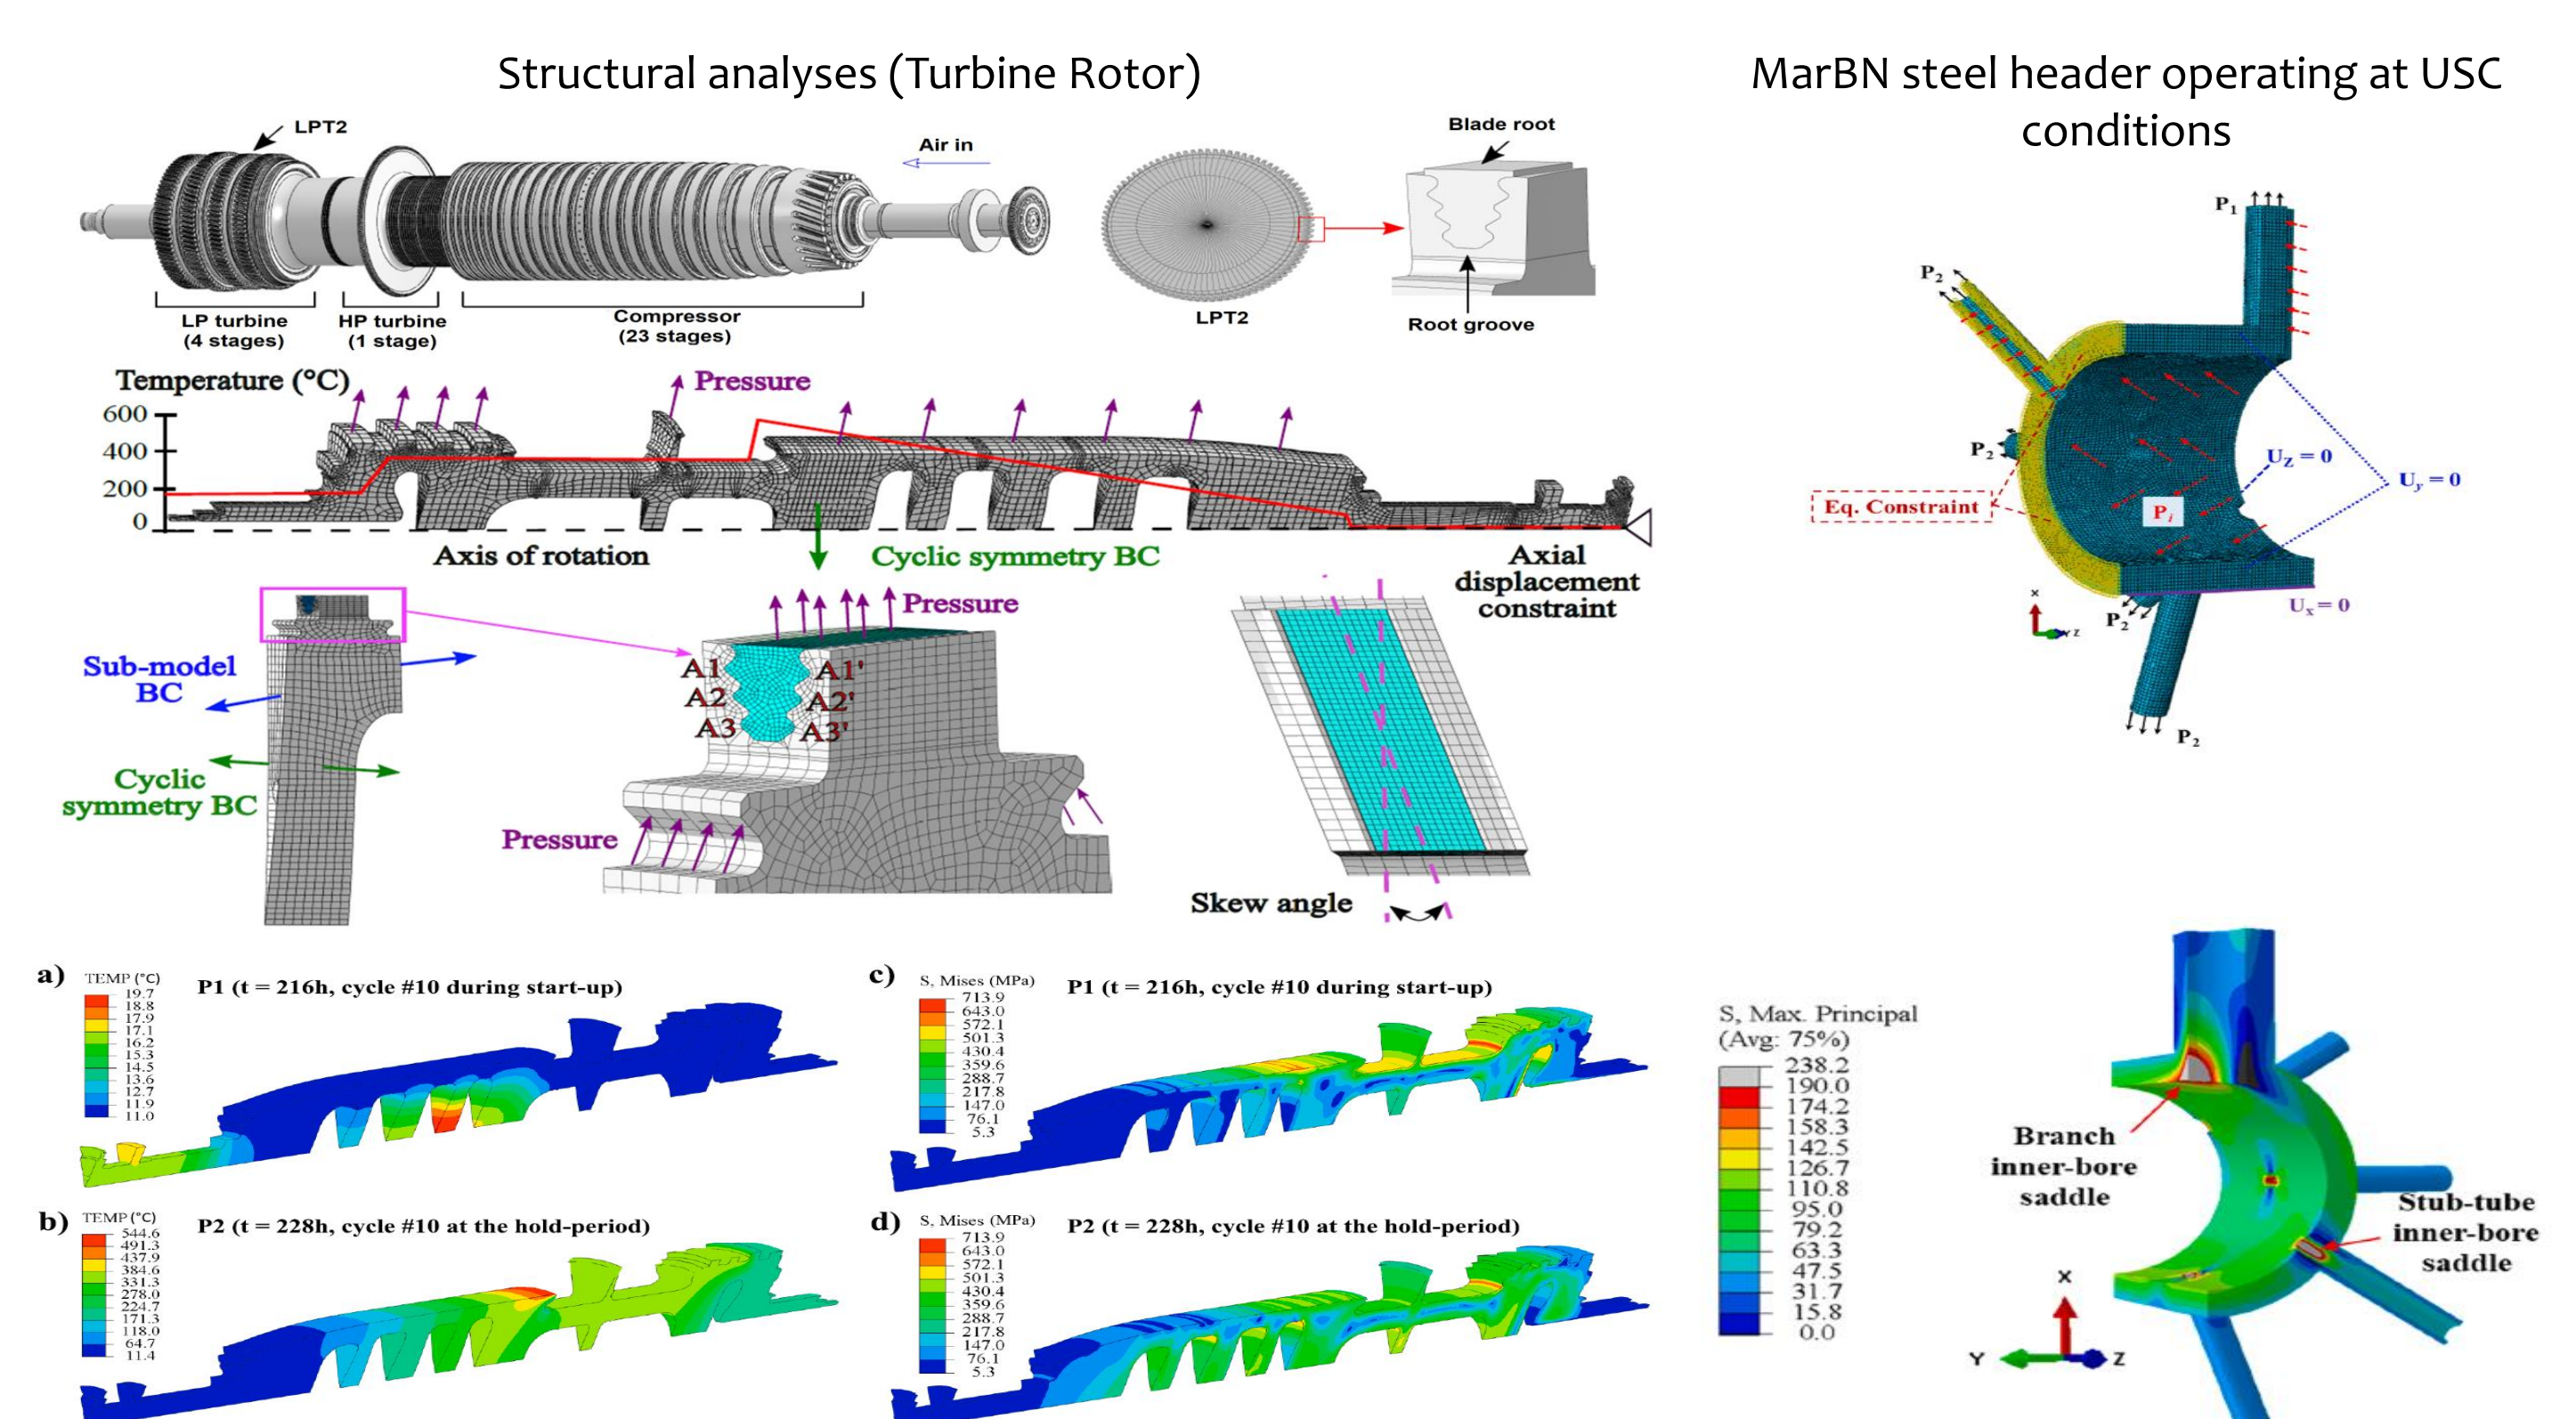 Structural analyses (Turbine Rotor)
MarBN steel header operating at USC
conditions
LPT2
Air in
Blade root
LP turbine
(4 stages)
HP turbine
(1 stage)
Compressor
(23 stages)
LPT2
Root groove
Temperature (°C)
600
400
200
0
Pressure
Axis of rotation
Cyclic symmetry BC
Axial
displacement
constraint
Sub-model
BC
Cyclic
symmetry BC
Pressure
A1
A1'
A2
A2'
A3
A3'
Pressure
Skew angle
P1
P2
P2
Eq. Constraint
Pi
UZ = 0
Uy = 0
Ux = 0
P2
P2
X
Y
Z
a)
TEMP (°C)
19.7
18.8
17.9
17.1
16.2
15.3
14.5
13.6
12.7
11.9
11.0
P1 (t = 216h, cycle #10 during start-up)
c)
S, Mises (MPa)
713.9
643.0
572.1
501.3
430.4
359.6
288.7
217.8
147.0
76.1
5.3
P1 (t = 216h, cycle #10 during start-up)
b)
TEMP (°C)
544.6
491.3
437.9
384.6
331.3
278.0
224.7
171.3
118.0
64.7
11.4
P2 (t = 228h, cycle #10 at the hold-period)
d)
S, Mises (MPa)
713.9
643.0
572.1
501.3
430.4
359.6
288.7
217.8
147.0
76.1
5.3
P2 (t = 228h, cycle #10 at the hold-period)
S, Max. Principal
(Avg: 75%)
238.2
190.0
174.2
158.3
142.5
126.7
110.8
95.0
79.2
63.3
47.5
31.7
15.8
0.0
Branch
inner-bore
saddle
Stub-tube
inner-bore
saddle
X
Y
Z